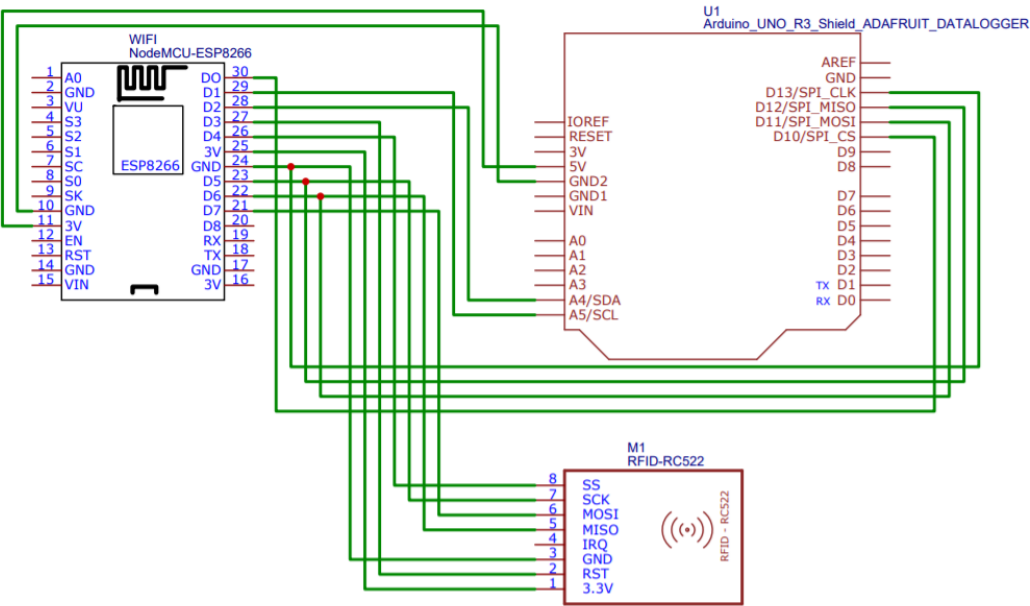 U1
Arduino_UNO_R3_Shield_ADAFRUIT_DATALOGGER
WIFI
NodeMCU-ESP8266
1 A0
2 GND
3 VU
4 S3
5 S2
6 S1
7 SC
8 S0
9 SK
10 GND
11 3V
12 EN
13 RST
14 GND
15 VIN
ESP8266
DO 30
D1 29
D2 28
D3 27
D4 26
3V 25
GND 24
D5 23
D6 22
D7 21
D8 20
RX 19
TX 18
GND 17
3V 16
IOREF
RESET
3V
5V
GND2
GND1
VIN
A0
A1
A2
A3
A4/SDA
A5/SCL
AREF
GND
D13/SPI_CLK
D12/SPI_MISO
D11/SPI_MOSI
D10/SPI_CS
D9
D8
D7
D6
D5
D4
D3
D2
TX D1
RX D0
M1
RFID-RC522
8 SS
7 SCK
6 MOSI
5 MISO
4 IRQ
3 GND
2 RST
1 3.3V
RFID - RC522